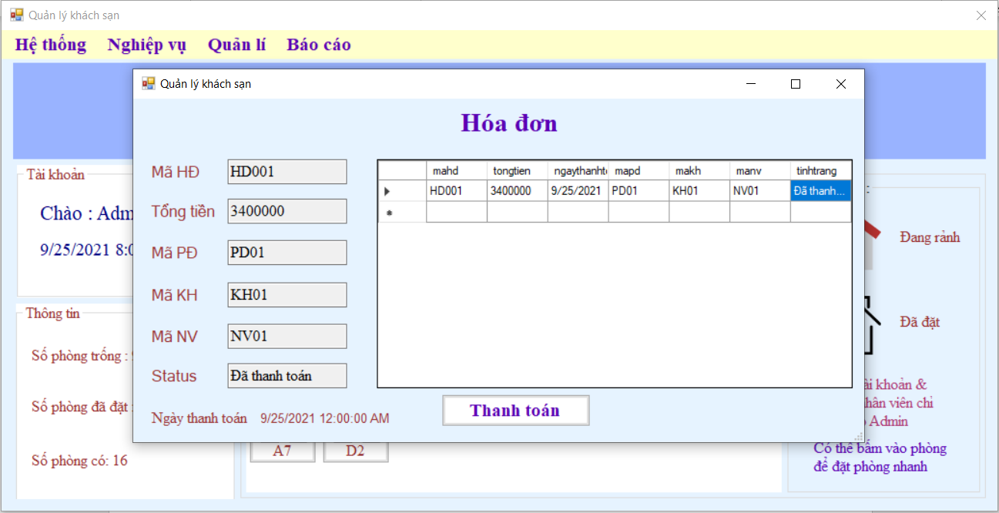 Quản lý khách sạn
Hệ thống Nghiệp vụ Quản lí Báo cáo
Quản lý khách sạn
Hóa đơn
Mã HĐ HD001
Tổng tiền 3400000
Mã PĐ PD01
Mã KH KH01
Mã NV NV01
Status Đã thanh toán
Ngày thanh toán 9/25/2021 12:00:00 AM
mahd tongtien ngaythanhto mapd makh manv tinhtrang
HD001 3400000 9/25/2021 PD01 KH01 NV01 Đã thanh...
Thanh toán
Tài khoản
Chào : Adm
9/25/2021 8:0
Thông tin
Số phòng trống :
Số phòng đã đặt
Số phòng có: 16
A7 D2
:
Đang rảnh
Đã đặt
ài khoản &
hân viên chỉ
Admin
Có thể bấm vào phòng
để đặt phòng nhanh